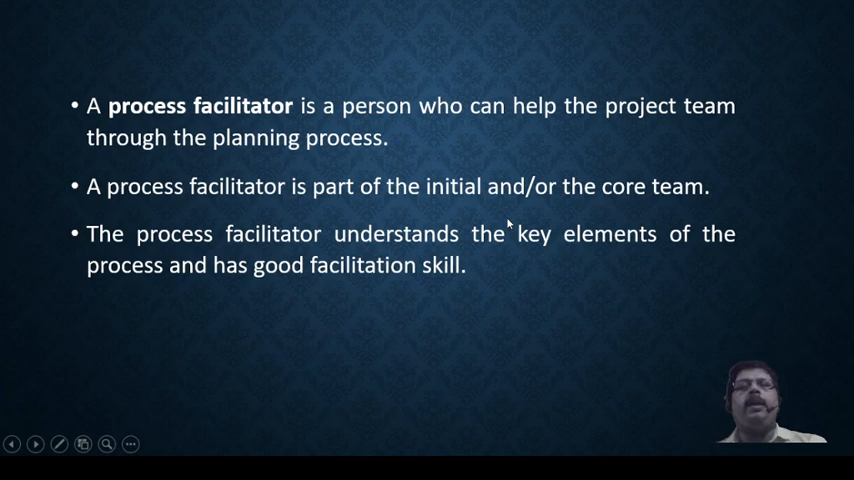 • A process facilitator is a person who can help the project team
through the planning process.
• A process facilitator is part of the initial and/or the core team.
• The process facilitator understands the key elements of the
process and has good facilitation skill.